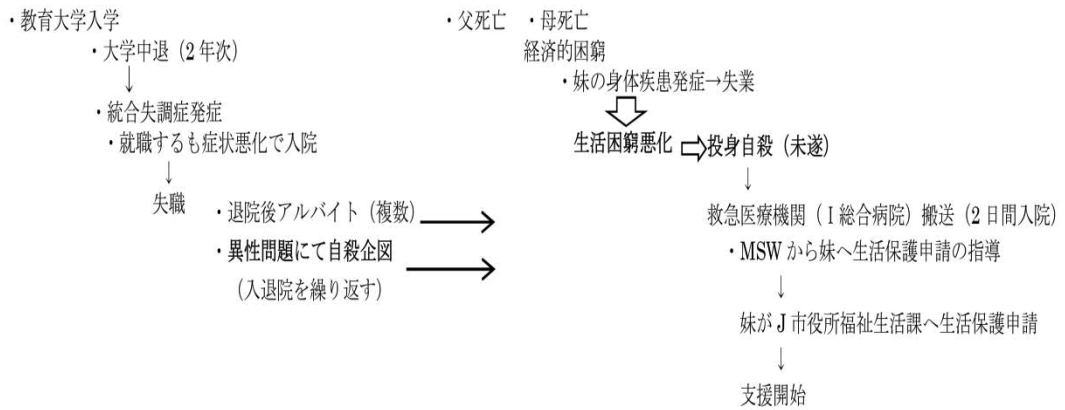 ・教育大学入学
・大学中退（2年次）
↓
・統合失調症発症
・就職するも症状悪化で入院
↓
失職
・退院後アルバイト（複数）
・異性問題にて自殺企図
（入退院を繰り返す）
・父死亡 ・母死亡
経済的困窮
・妹の身体疾患発症→失業
生活困窮悪化⇨投身自殺（未遂）
↓
救急医療機関（I総合病院）搬送（2日間入院）
・MSWから妹へ生活保護申請の指導
↓
妹がJ市役所福祉生活課へ生活保護申請
↓
支援開始